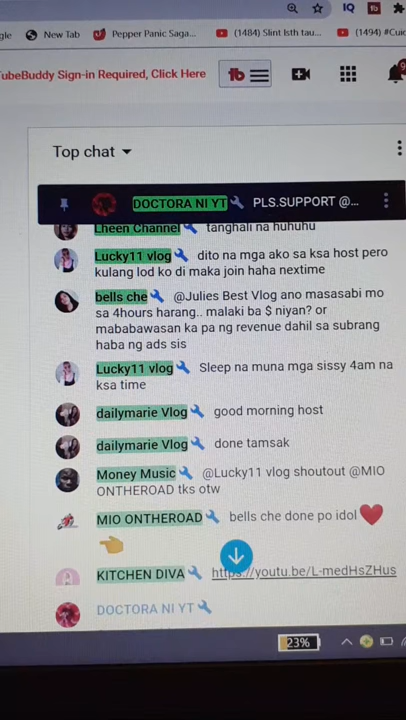 gle New Tab Pepper Panic Saga... (1484) Slint Isth tau... (1494) #Cuic
TubeBuddy Sign-in Required, Click Here
Top chat
DOCTORA NI YT PLS.SUPPORT @...
Lheen Channel tanghali na huhuhu
Lucky11 vlog dito na mga ako sa ksa host pero
kulang lod ko di maka join haha nextime
bells che @Julies Best Vlog ano masasabi mo
sa 4hours harang.. malaki ba $ niyan? or
mababawasan ka pa ng revenue dahil sa subrang
haba ng ads sis
Lucky11 vlog Sleep na muna mga sissy 4am na
ksa time
dailymarie Vlog good morning host
dailymarie Vlog done tamsak
Money Music @Lucky11 vlog shoutout @MIO
ONTHEROAD tks otw
MIO ONTHEROAD bells che done po idol
KITCHEN DIVA https://youtu.be/L-medHsZHus
DOCTORA NI YT
23%